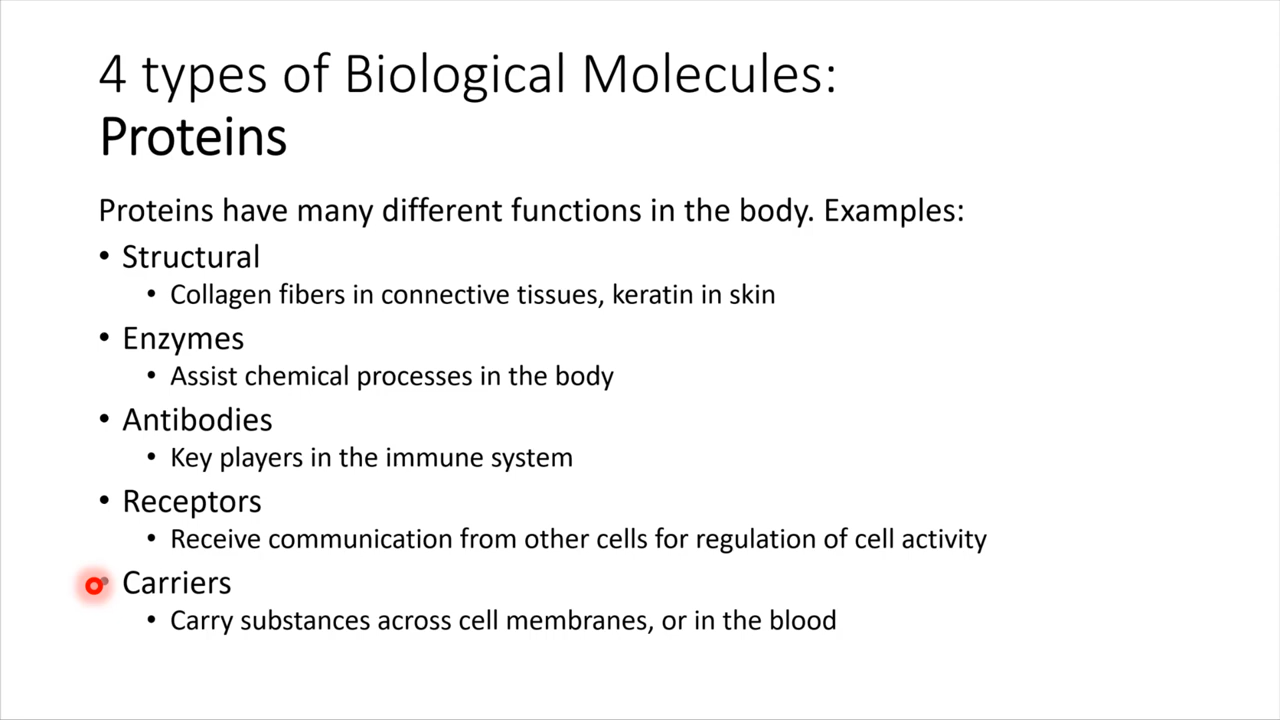 4 types of Biological Molecules:
Proteins
Proteins have many different functions in the body. Examples:
• Structural
• Collagen fibers in connective tissues, keratin in skin
• Enzymes
• Assist chemical processes in the body
• Antibodies
• Key players in the immune system
• Receptors
• Receive communication from other cells for regulation of cell activity
• Carriers
• Carry substances across cell membranes, or in the blood